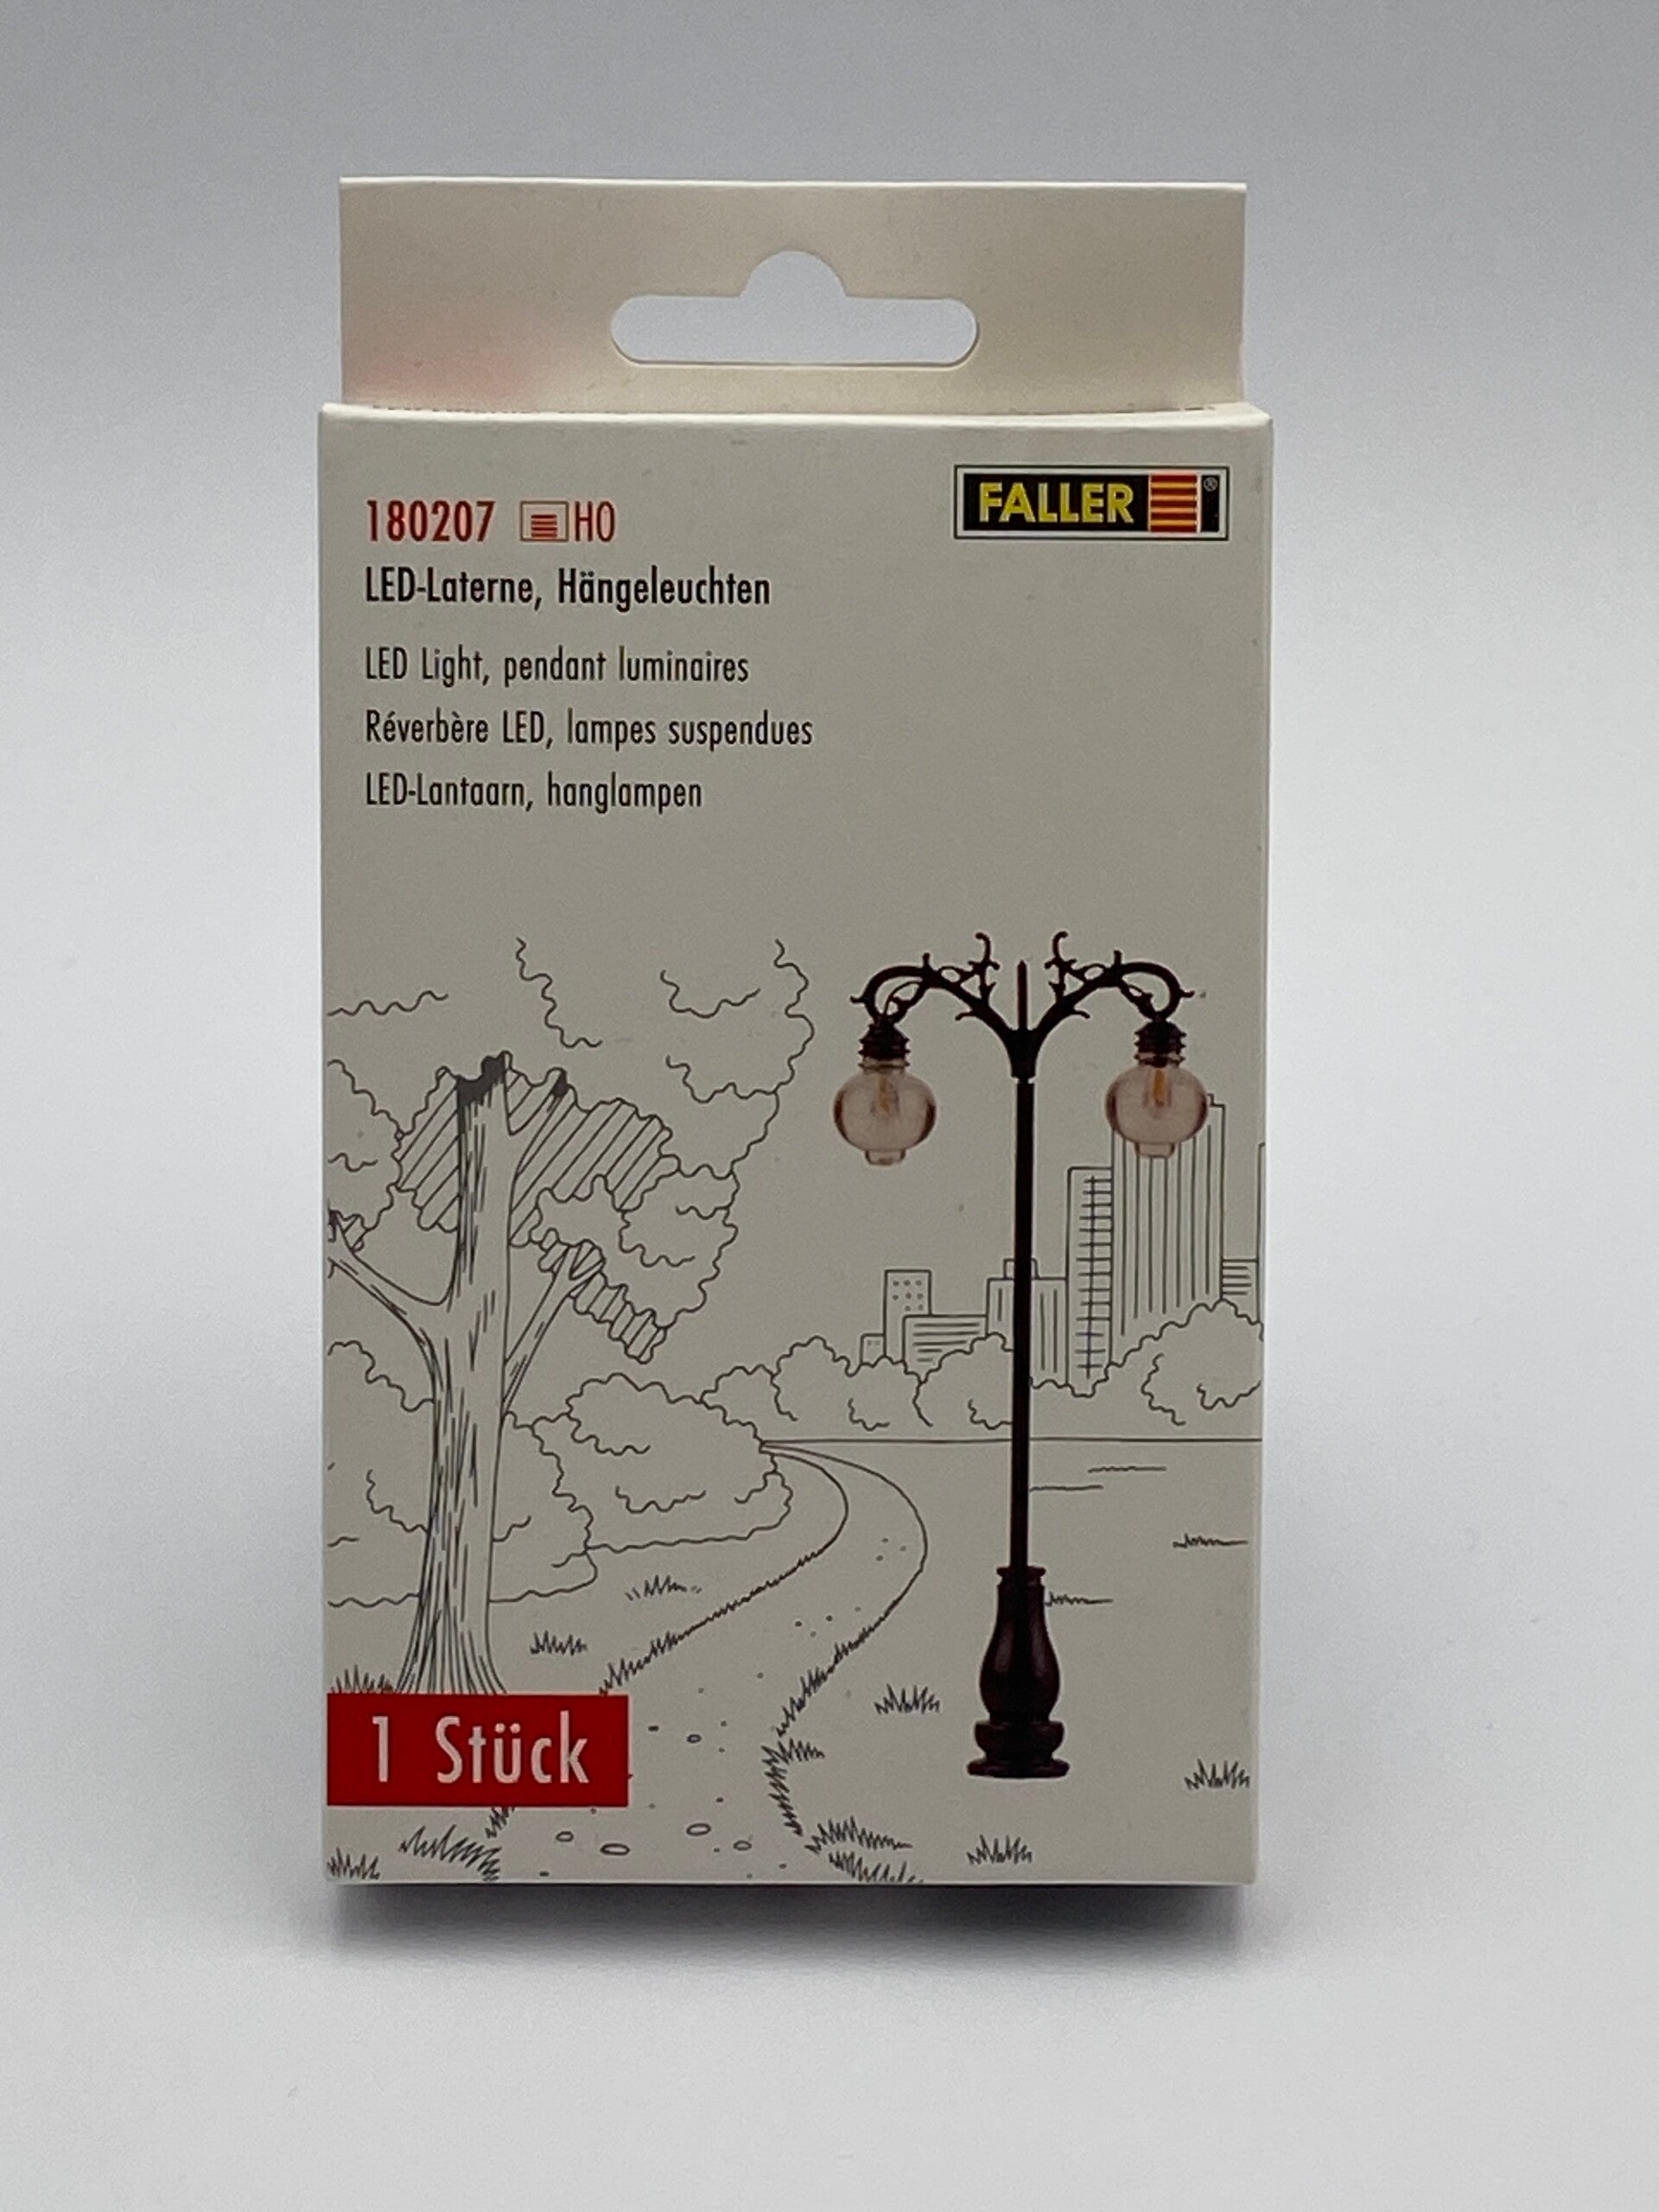 FALLER ®
180207 H0
LED-Laterne, Hängeleuchten
LED Light, pendant luminaires
Réverbère LED, lampes suspendues
LED-Lantaarn, hanglampen
1 Stück